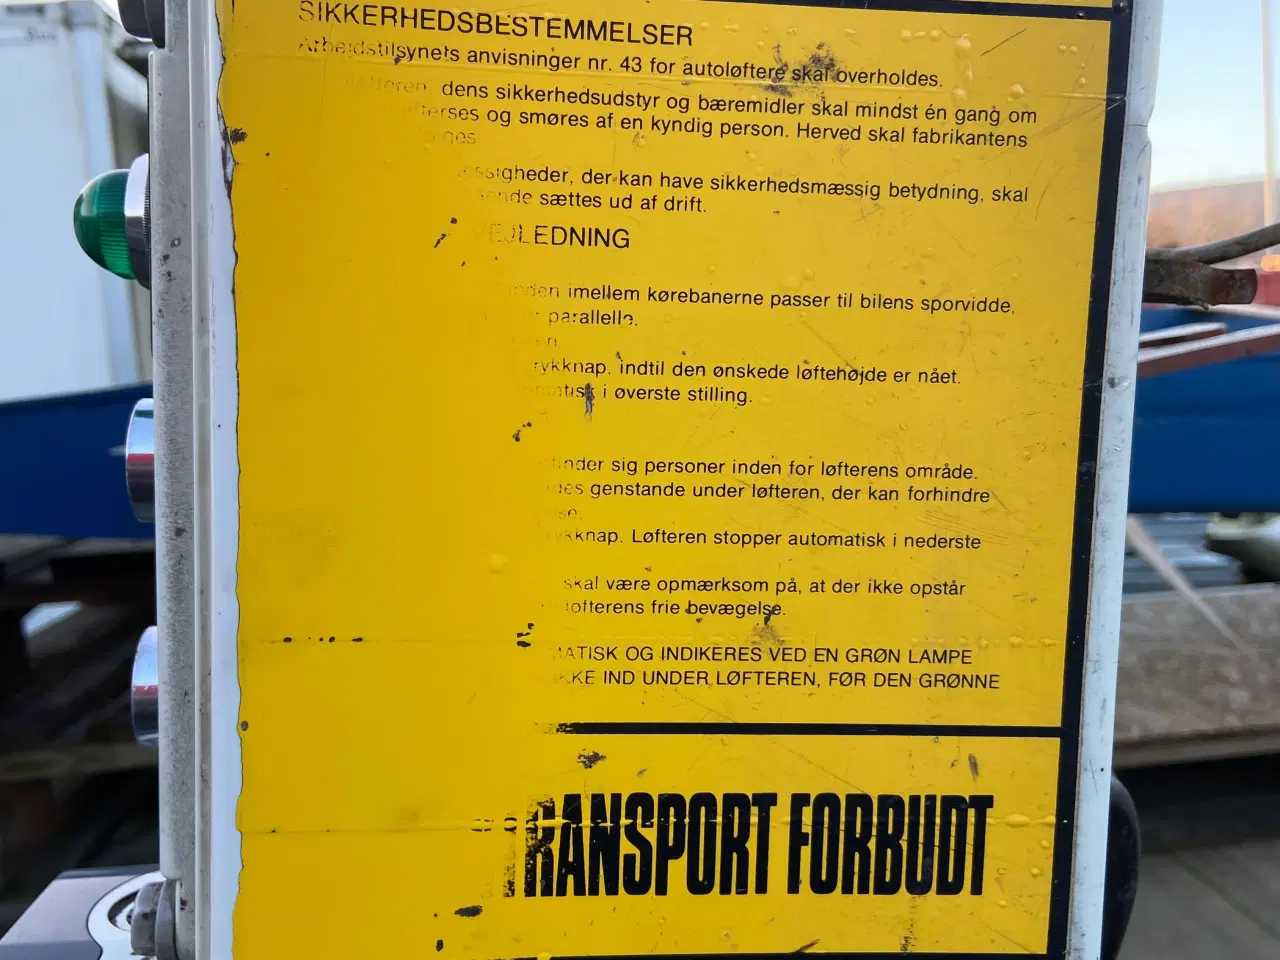 SIKKERHEDSBESTEMMELSER
Arbejdstilsynets anvisninger nr. 43 for autoløftere skal overholdes.
dens sikkerhedsudstyr og bæremidler skal mindst én gang om
og smøres af en kyndig person. Herved skal fabrikantens
der kan have sikkerhedsmæssig betydning, skal
sættes ud af drift.
VEJLEDNING
imellem kørebanerne passer til bilens sporvidde,
parallelle.
indtil den ønskede løftehøjde er nået.
i øverste stilling.
sig personer inden for løfterens område.
genstande under løfteren, der kan forhindre
Løfteren stopper automatisk i nederste
skal være opmærksom på, at der ikke opstår
løfterens frie bevægelse.
OG INDIKERES VED EN GRØN LAMPE
IND UNDER LØFTEREN, FØR DEN GRØNNE
TRANSPORT FORBUDT